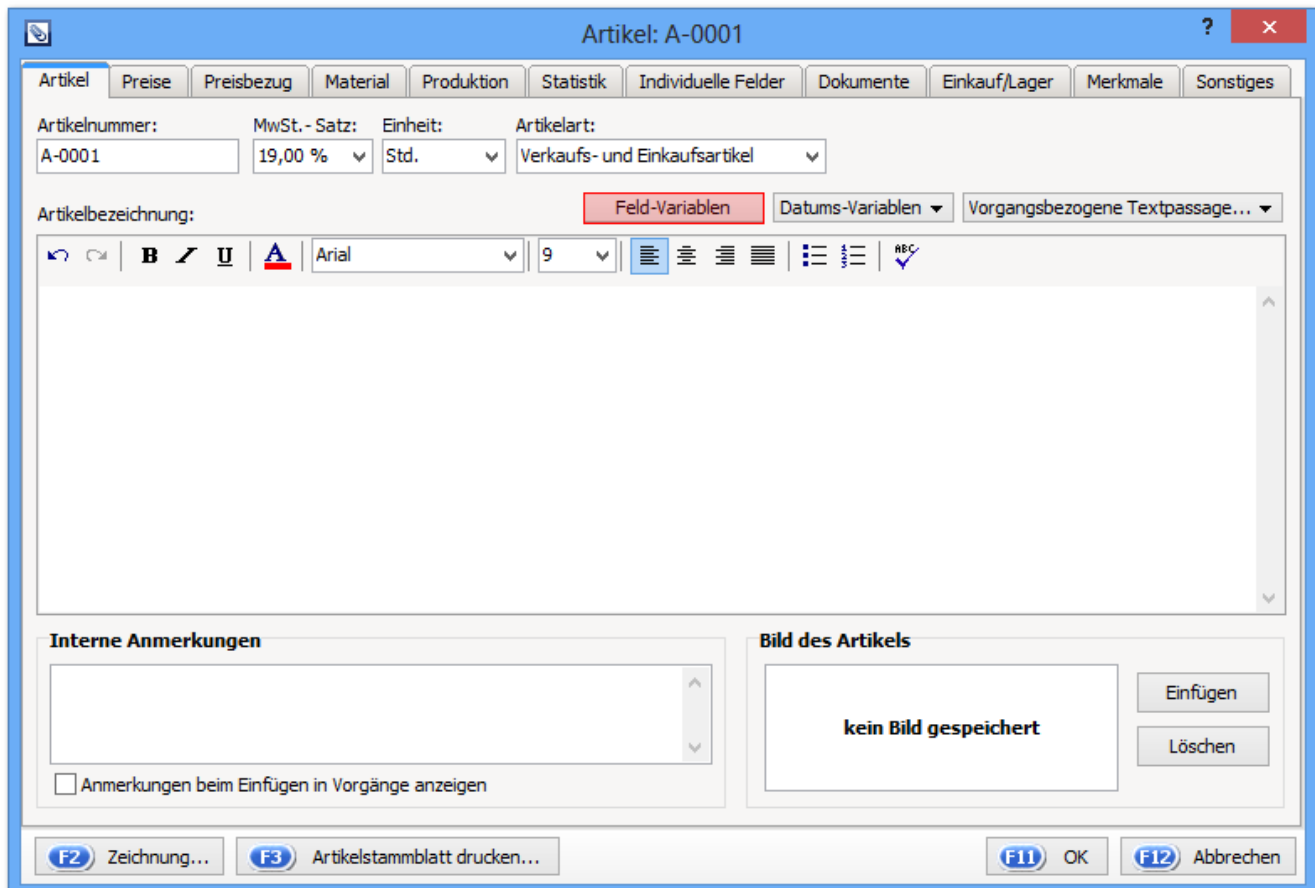 Artikel: A-0001
?
Artikel Preise Preisbezug Material Produktion Statistik Individuelle Felder Dokumente Einkauf/Lager Merkmale Sonstiges
Artikelnummer: MwSt.- Satz: Einheit: Artikelart:
A-0001 19,00 % Std. Verkaufs- und Einkaufsartikel
Artikelbezeichnung: Feld-Variablen Datums-Variablen Vorgangsbezogene Textpassage...
B I U A Arial 9 ABC
Interne Anmerkungen Bild des Artikels
kein Bild gespeichert
Einfügen
Löschen
Anmerkungen beim Einfügen in Vorgänge anzeigen
F2 Zeichnung... F3 Artikelstammblatt drucken... F11 OK F12 Abbrechen